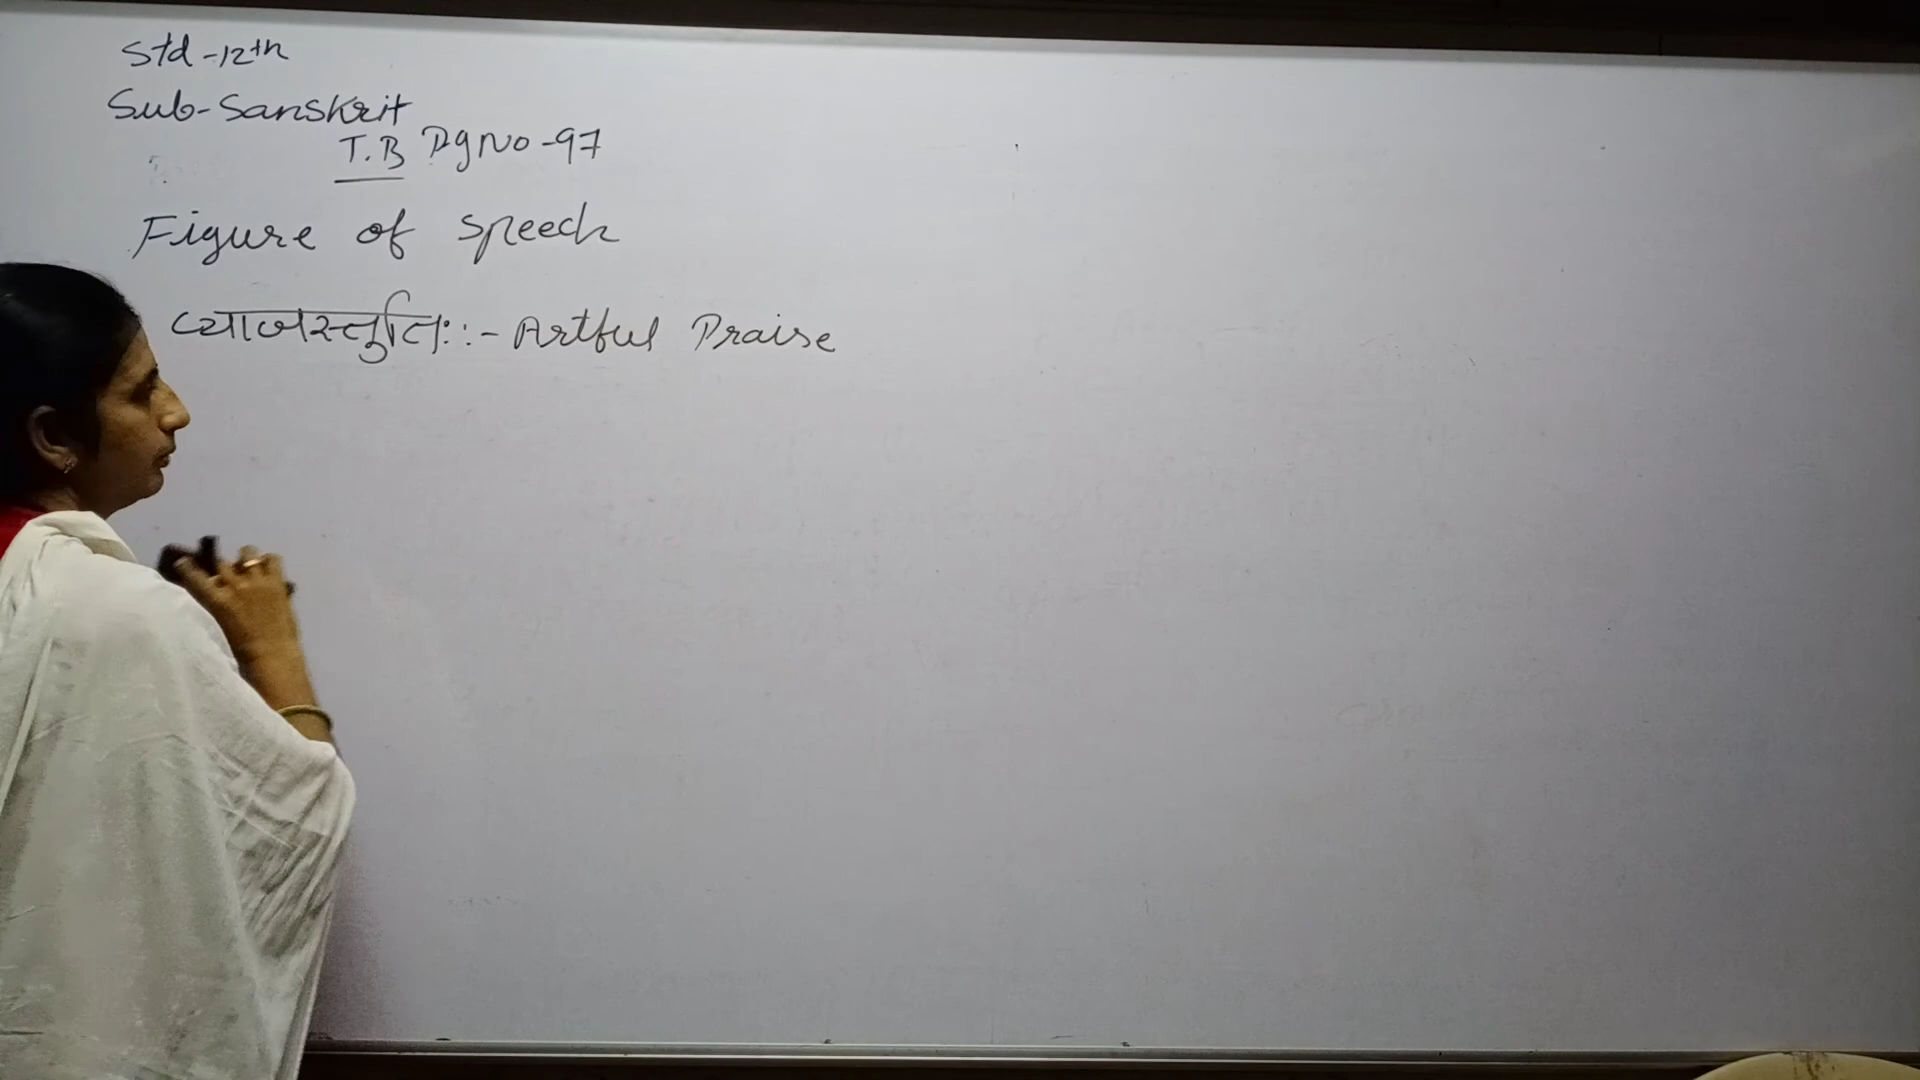 Std-12th
Sub-Sanskrit
T.B Pg No-97
Figure of speech
व्याजस्तुतिः:- Artful Praise